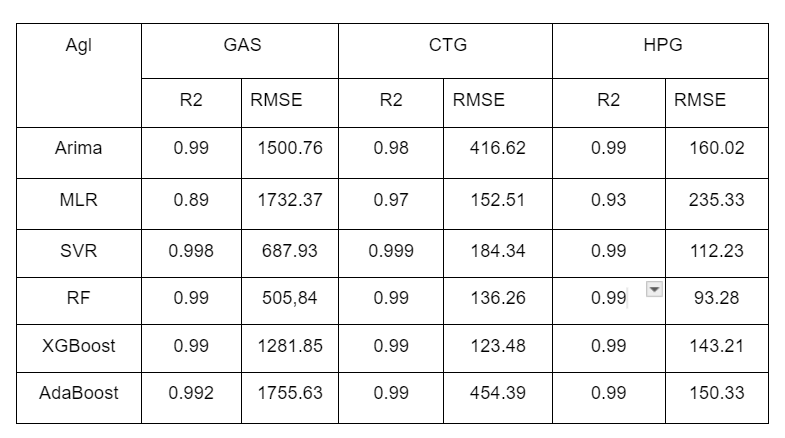 Agl GAS CTG HPG
R2 RMSE R2 RMSE R2 RMSE
Arima 0.99 1500.76 0.98 416.62 0.99 160.02
MLR 0.89 1732.37 0.97 152.51 0.93 235.33
SVR 0.998 687.93 0.999 184.34 0.99 112.23
RF 0.99 505,84 0.99 136.26 0.99 93.28
XGBoost 0.99 1281.85 0.99 123.48 0.99 143.21
AdaBoost 0.992 1755.63 0.99 454.39 0.99 150.33